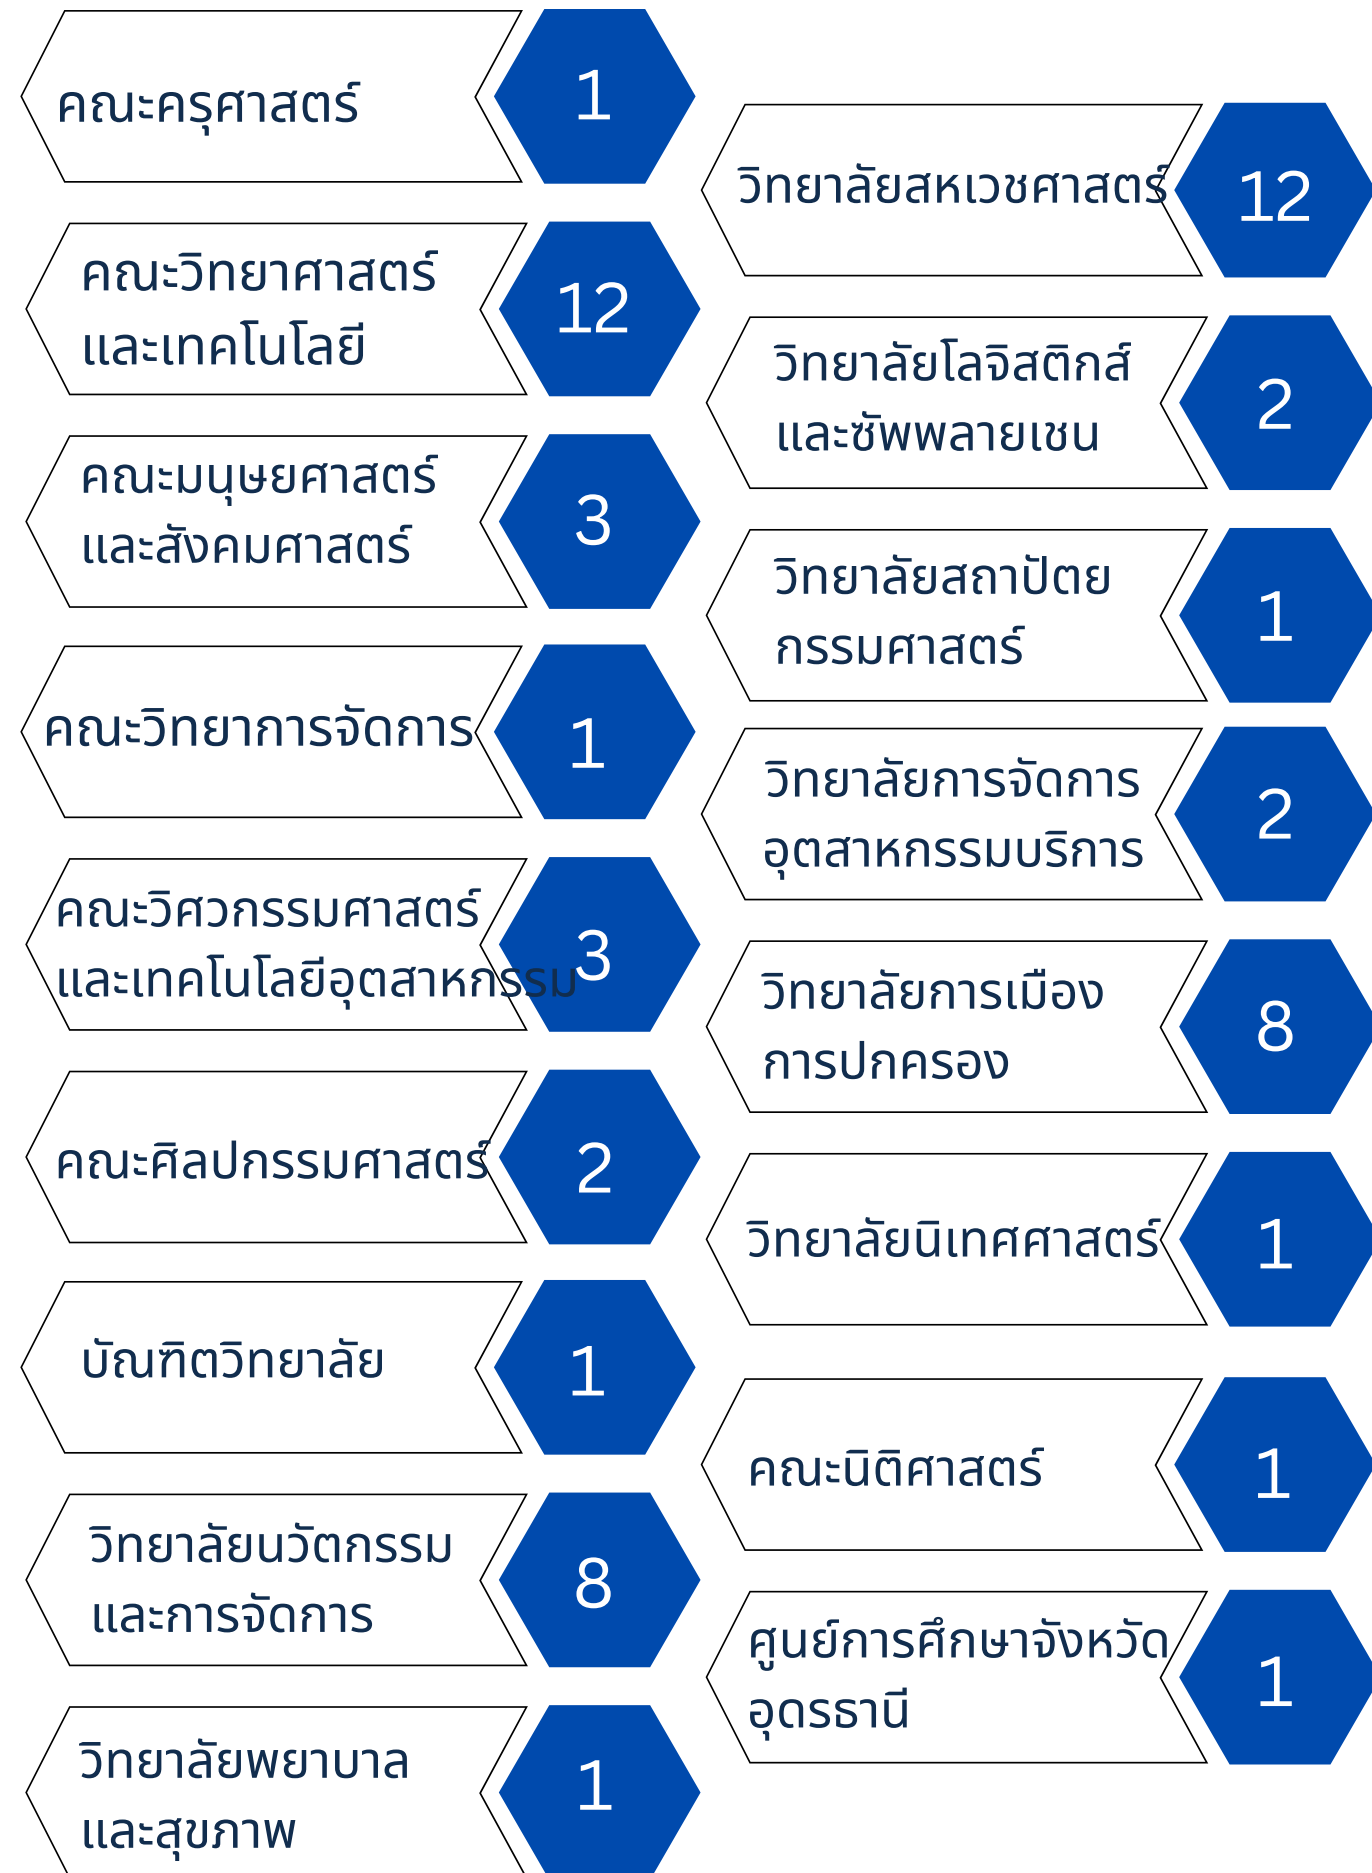 คณะครุศาสตร์
1
คณะวิทยาศาสตร์
และเทคโนโลยี
12
คณะมนุษยศาสตร์
และสังคมศาสตร์
3
คณะวิทยาการจัดการ
1
คณะวิศวกรรมศาสตร์
และเทคโนโลยีอุตสาหกรรม
3
คณะศิลปกรรมศาสตร์
2
บัณฑิตวิทยาลัย
1
วิทยาลัยนวัตกรรม
และการจัดการ
8
วิทยาลัยพยาบาล
และสุขภาพ
1
วิทยาลัยสหเวชศาสตร์
12
วิทยาลัยโลจิสติกส์
และซัพพลายเชน
2
วิทยาลัยสถาปัตย
กรรมศาสตร์
1
วิทยาลัยการจัดการ
อุตสาหกรรมบริการ
2
วิทยาลัยการเมือง
การปกครอง
8
วิทยาลัยนิเทศศาสตร์
1
คณะนิติศาสตร์
1
ศูนย์การศึกษาจังหวัด
อุดรธานี
1